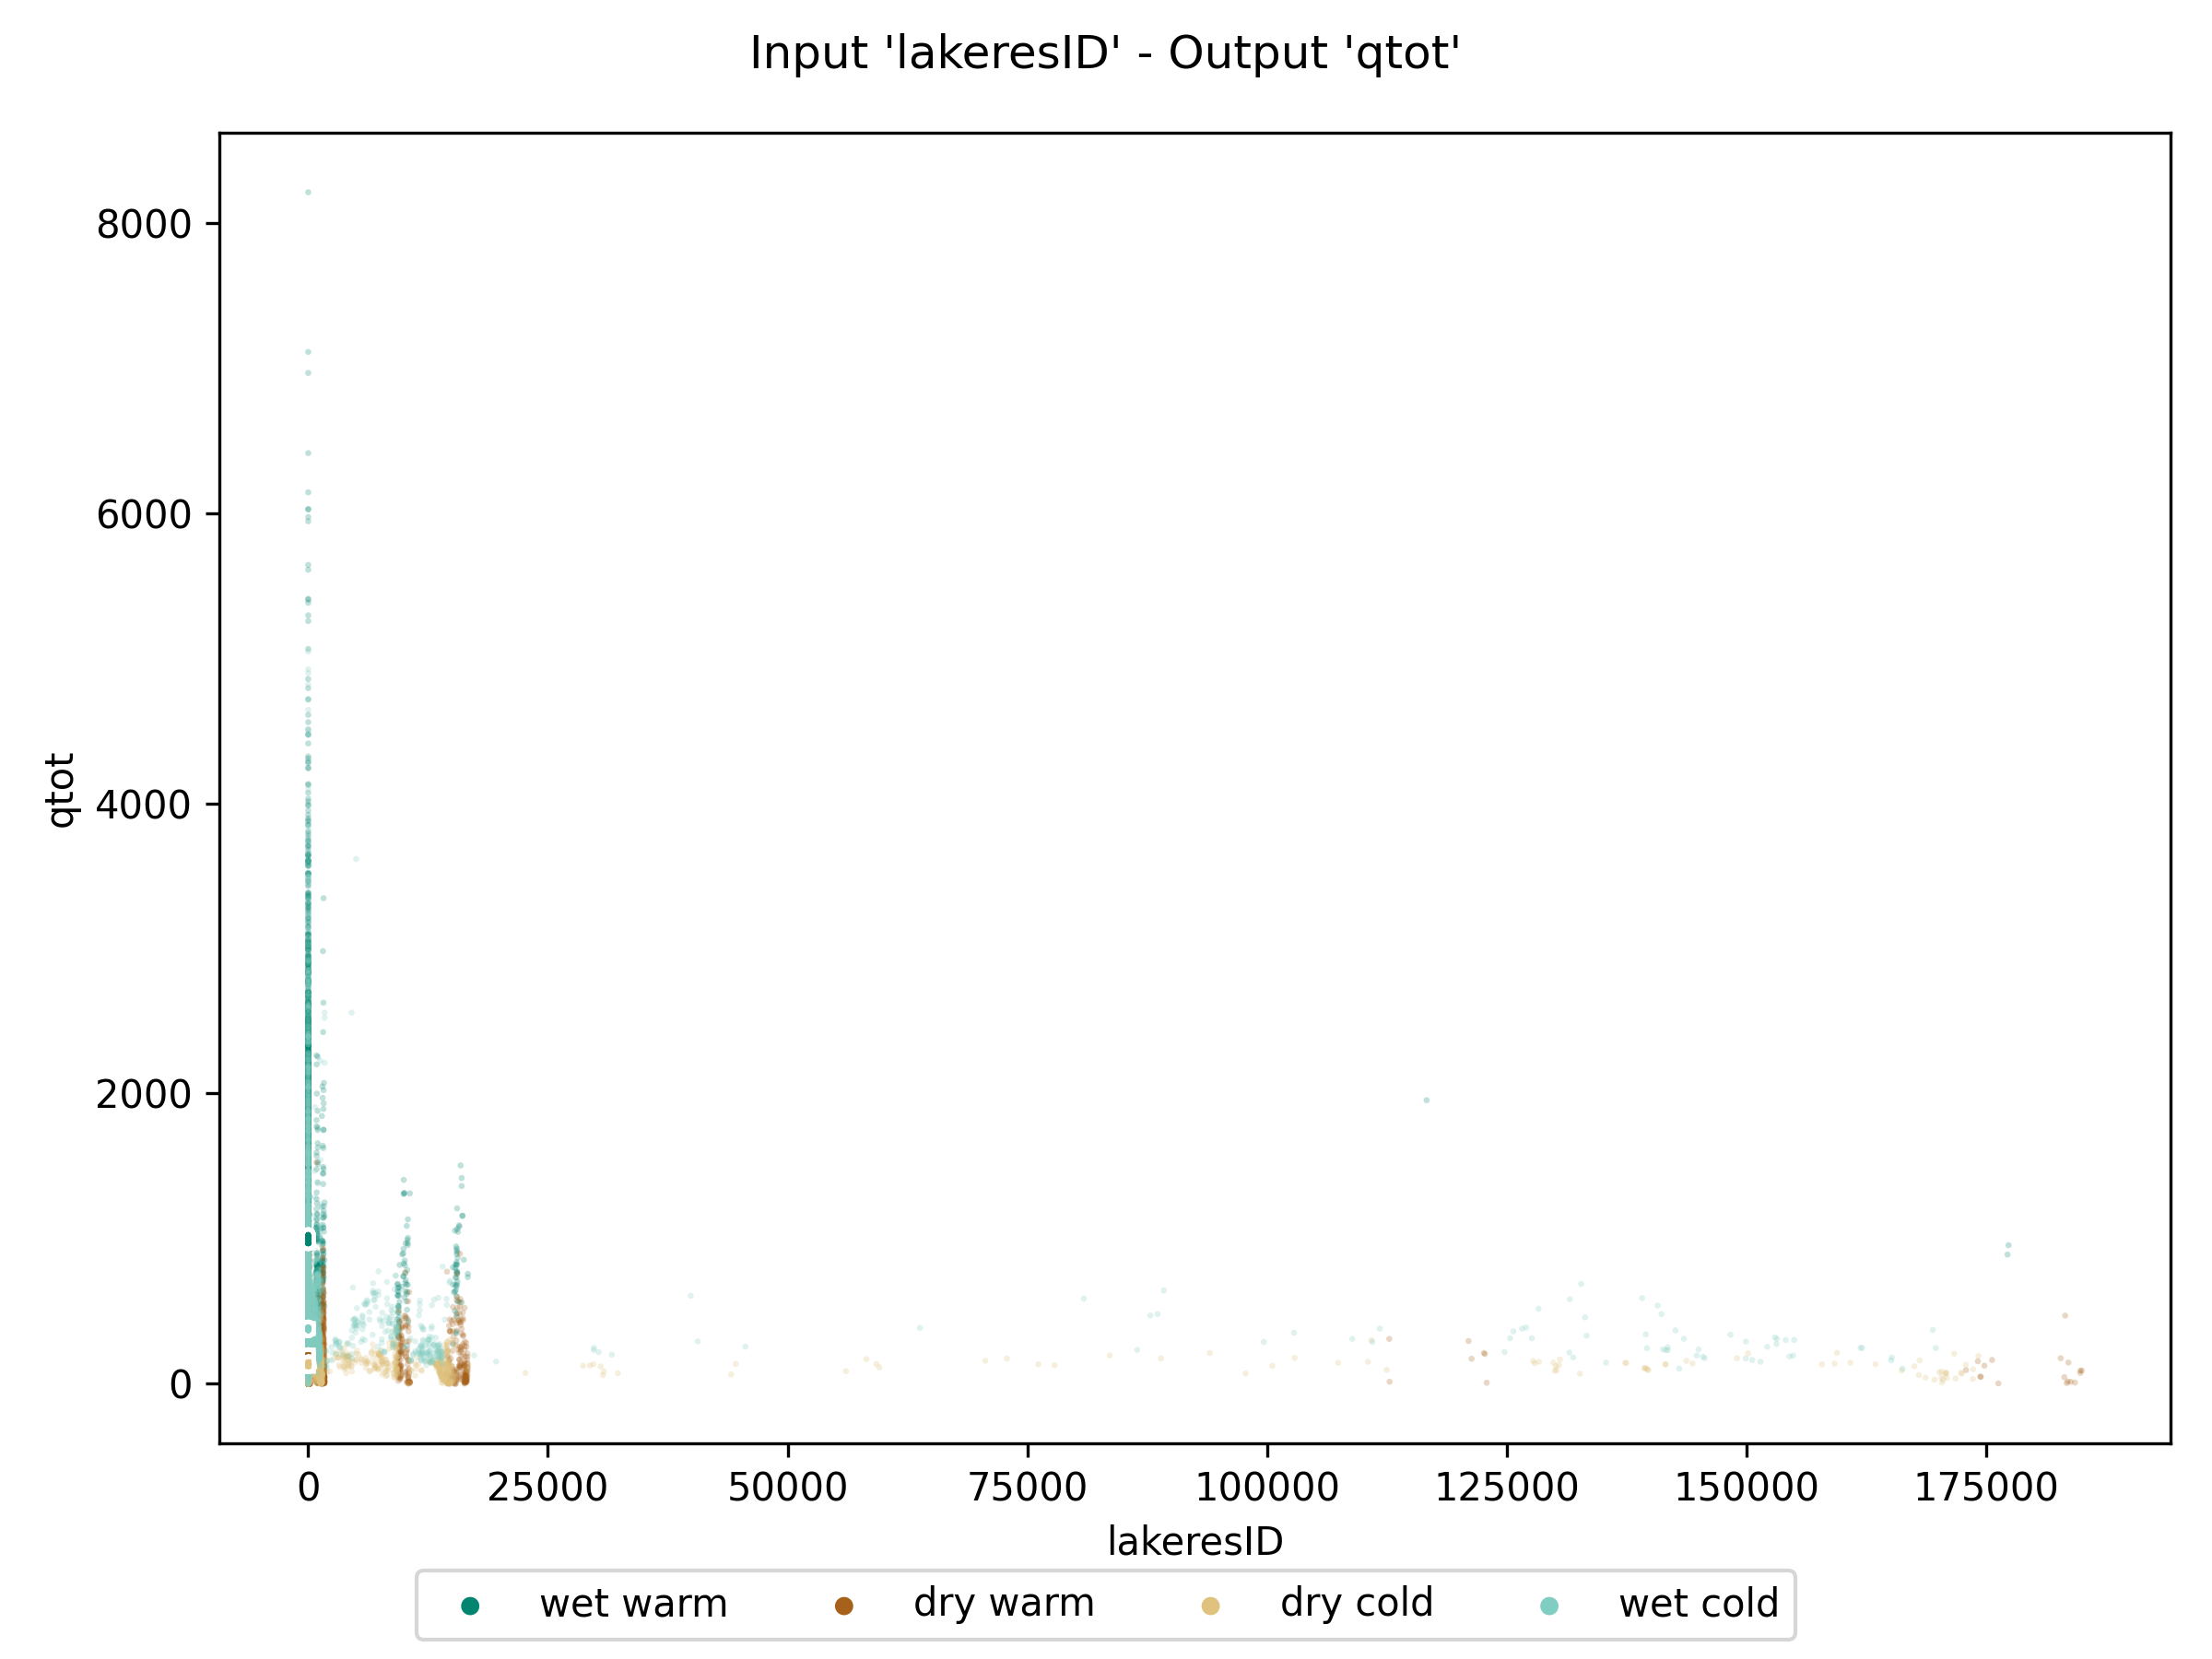 Input 'lakeresID' - Output 'qtot'
8000
6000
4000
2000
0
qtot
0 25000 50000 75000 100000 125000 150000 175000
lakeresID
wet warm dry warm dry cold wet cold